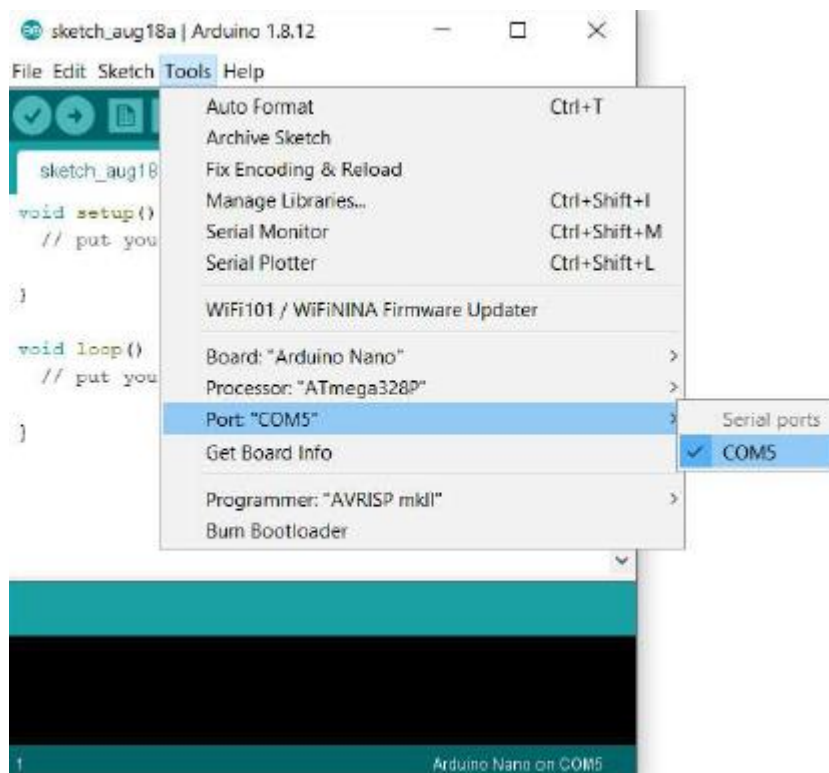 sketch_aug18a | Arduino 1.8.12
File Edit Sketch Tools Help
Auto Format Ctrl+T
Archive Sketch
sketch_aug18
Fix Encoding & Reload
Manage Libraries... Ctrl+Shift+I
void setup()
Serial Monitor Ctrl+Shift+M
// put you
Serial Plotter Ctrl+Shift+L
}
WiFi101 / WiFiNINA Firmware Updater
void loop()
Board: "Arduino Nano"
// put you
Processor: "ATmega328P"
Port: "COM5"
Serial ports
}
Get Board Info
COM5
Programmer: "AVRISP mkII"
Burn Bootloader
1 Arduino Nano on COM5